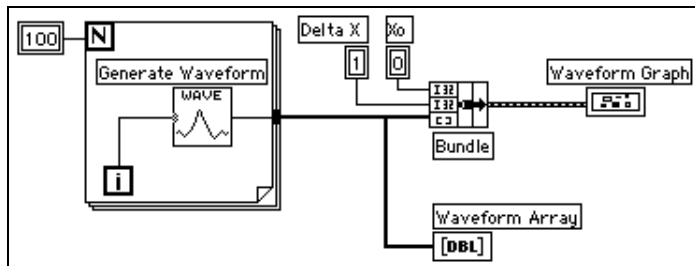 100
N
Generate Waveform
WAVE
i
Delta X
Xo
1
0
I32
I32
[ ]
Bundle
Waveform Graph
Waveform Array
[DBL]